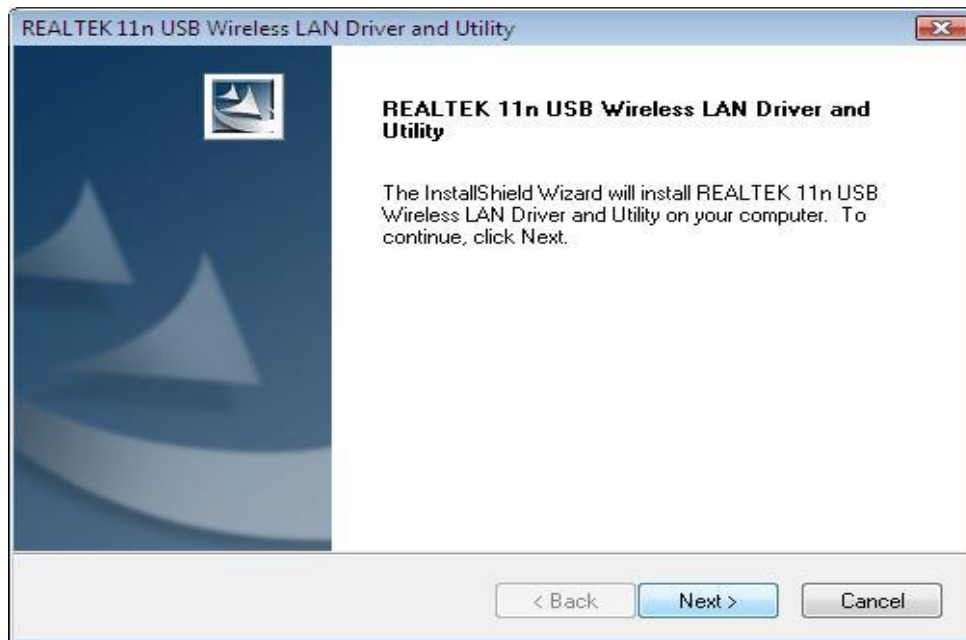 REALTEK 11n USB Wireless LAN Driver and Utility
REALTEK 11n USB Wireless LAN Driver and
Utility
The InstallShield Wizard will install REALTEK 11n USB
Wireless LAN Driver and Utility on your computer. To
continue, click Next.
< Back
Next >
Cancel